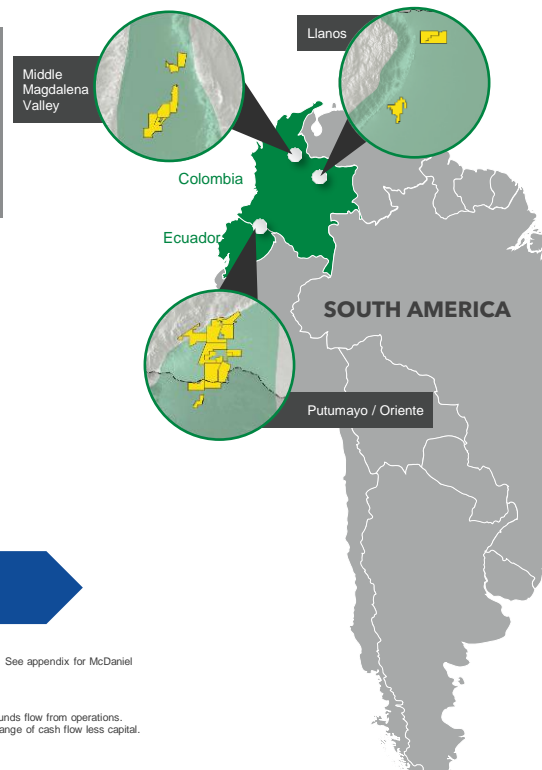 Llanos
Middle
Magdalena
Valley
Colombia
Ecuador
SOUTH AMERICA
Putumayo / Oriente
See appendix for McDaniel
unds flow from operations.
ange of cash flow less capital.